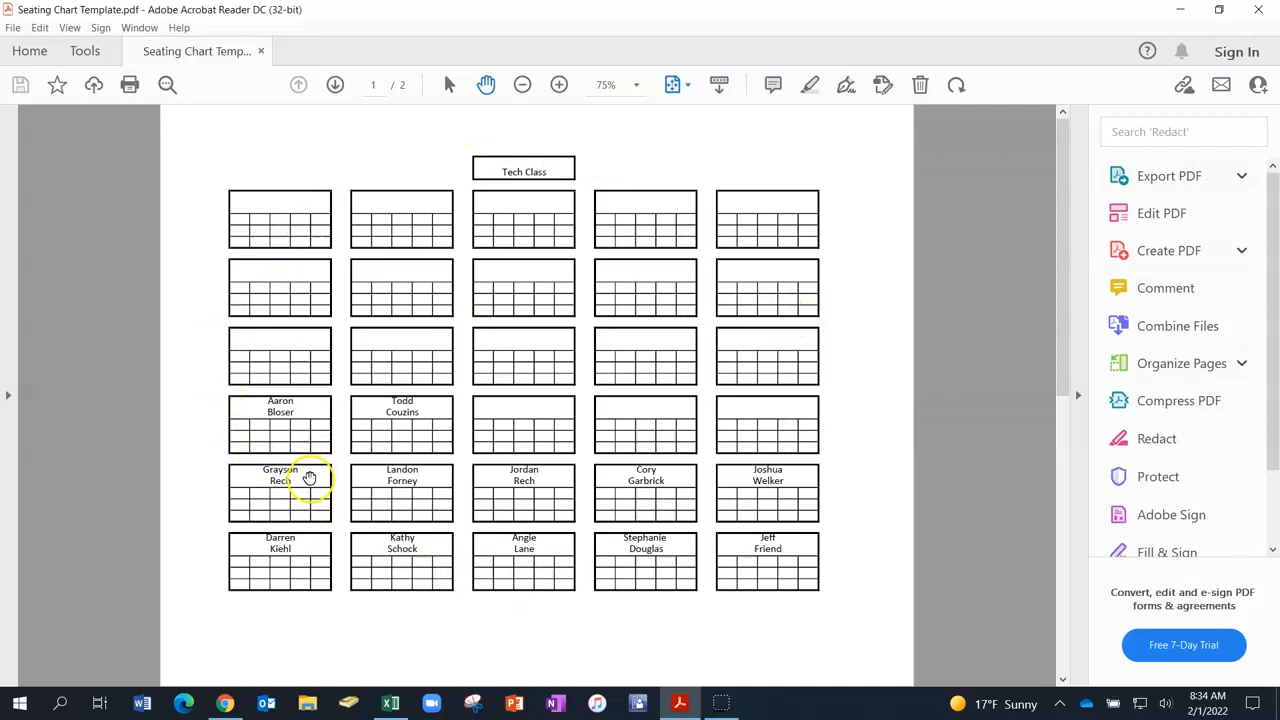 Seating Chart Template.pdf - Adobe Acrobat Reader DC (32-bit)
File Edit View Sign Window Help
Home Tools Seating Chart Temp... × Sign In
1 / 2 75%
Search 'Redact'
Tech Class
Export PDF
Edit PDF
Create PDF
Comment
Combine Files
Organize Pages
Compress PDF
Redact
Protect
Adobe Sign
Fill & Sign
Aaron
Bloser
Todd
Couzins
Grayson
Rech
Landon
Forney
Jordan
Rech
Cory
Garbrick
Joshua
Welker
Darren
Kiehl
Kathy
Schock
Angie
Lane
Stephanie
Douglas
Jeff
Friend
Convert, edit and e-sign PDF
forms & agreements
Free 7-Day Trial
17°F Sunny
8:34 AM
2/1/2022